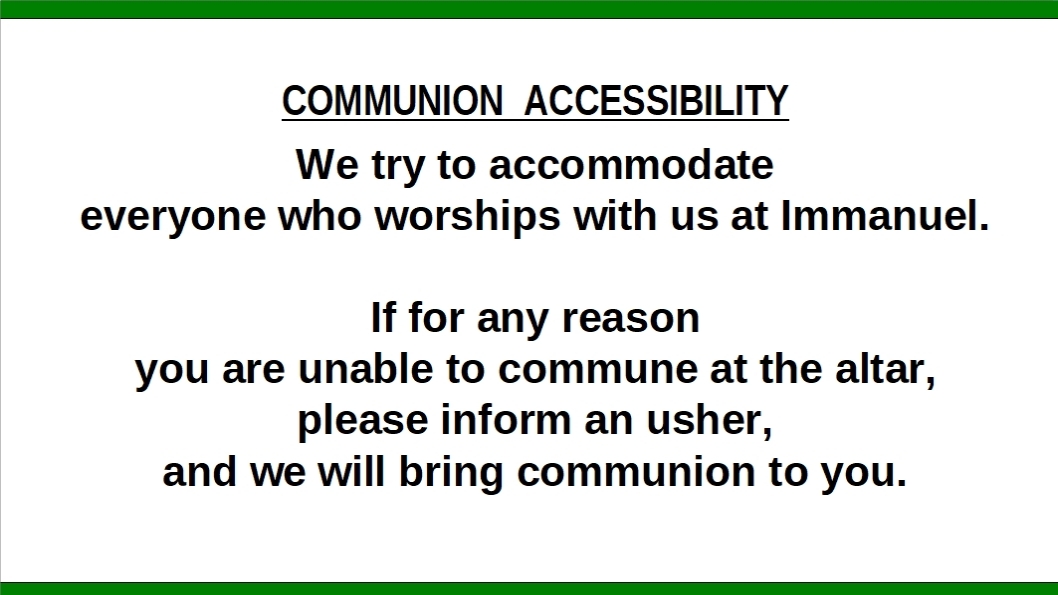 COMMUNION ACCESSIBILITY
We try to accommodate
everyone who worships with us at Immanuel.
If for any reason
you are unable to commune at the altar,
please inform an usher,
and we will bring communion to you.